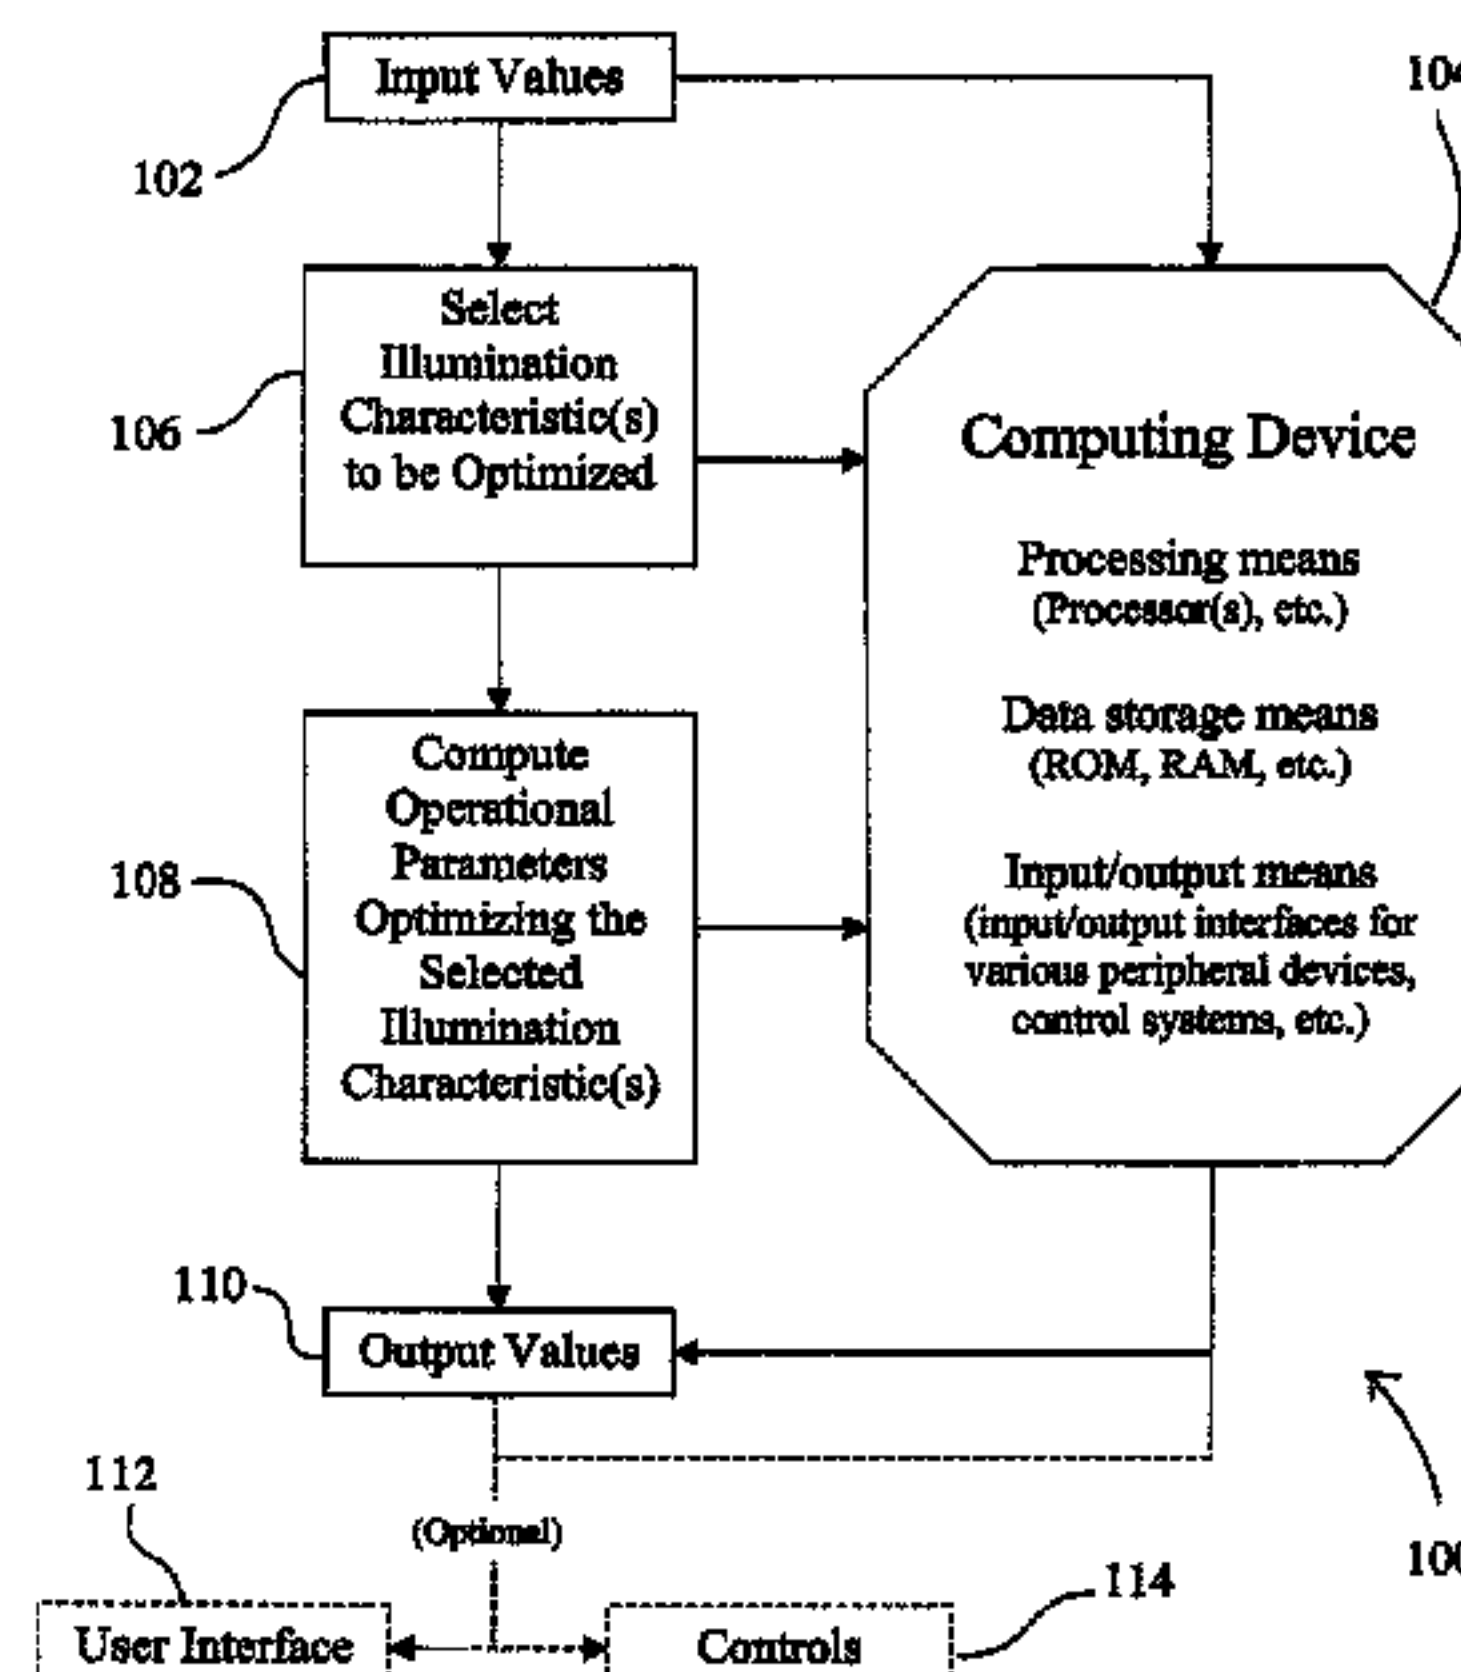 Input Values
102
104
Select
Illumination
Characteristic(s)
to be Optimized
106
Computing Device
Processing means
(Processor(s), etc.)
Data storage means
(ROM, RAM, etc.)
Input/output means
(input/output interfaces for
various peripheral devices,
control systems, etc.)
Compute
Operational
Parameters
Optimizing the
Selected
Illumination
Characteristic(s)
108
110
Output Values
112
(Optional)
100
114
User Interface
Controls